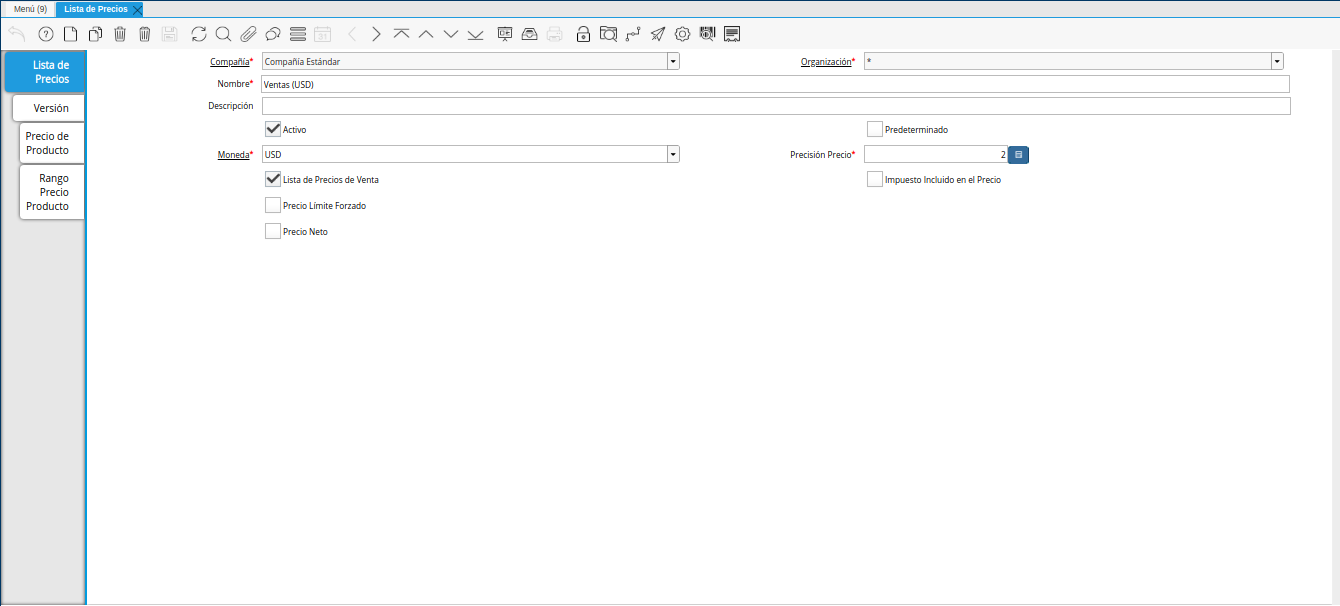 Menú (9)
Lista de Precios
Lista de
Precios
Versión
Precio de
Producto
Rango
Precio
Producto
Compañía* Compañía Estándar
Organización* *
Nombre* Ventas (USD)
Descripción
Activo
Predeterminado
Moneda* USD
Precisión Precio* 2
Lista de Precios de Venta
Impuesto Incluido en el Precio
Precio Límite Forzado
Precio Neto